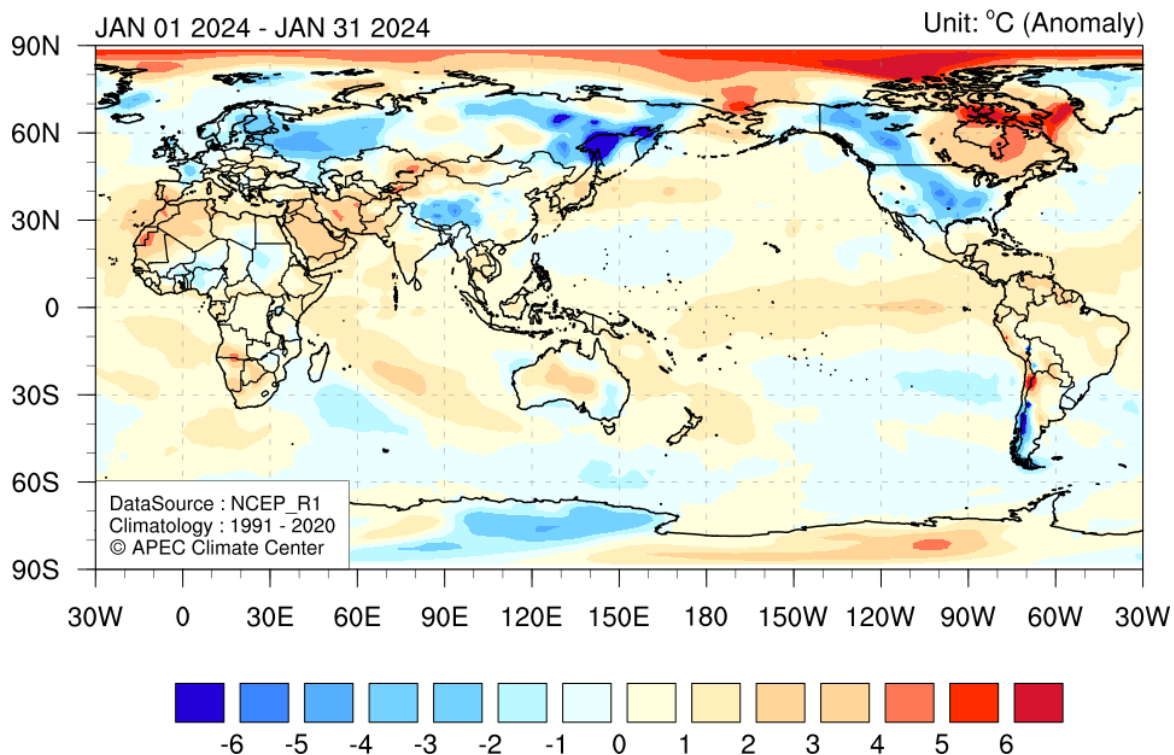 JAN 01 2024 - JAN 31 2024
Unit: °C (Anomaly)
90N
60N
30N
0
30S
60S
90S
DataSource : NCEP_R1
Climatology : 1991 - 2020
© APEC Climate Center
30W 0 30E 60E 90E 120E 150E 180 150W 120W 90W 60W 30W
-6 -5 -4 -3 -2 -1 0 1 2 3 4 5 6